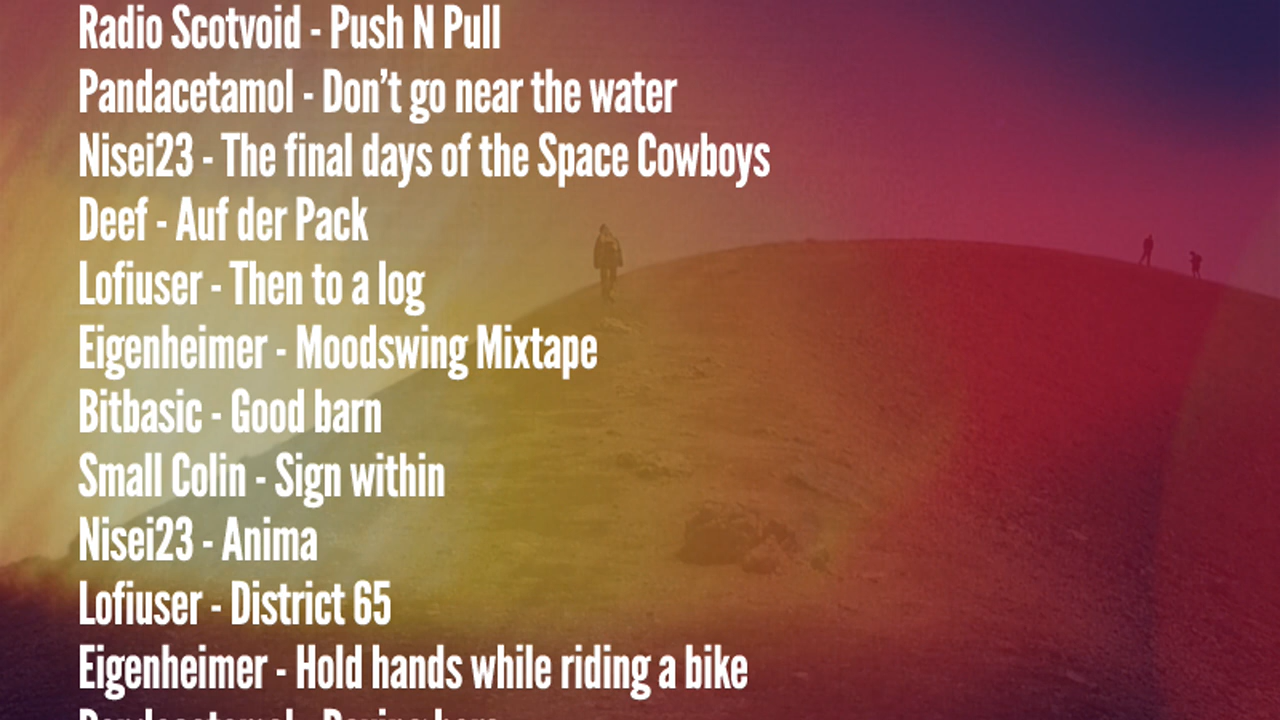 Radio Scotvoid - Push N Pull
Pandacetamol - Don't go near the water
Nisei23 - The final days of the Space Cowboys
Deef - Auf der Pack
Lofiuser - Then to a log
Eigenheimer - Moodswing Mixtape
Bitbasic - Good barn
Small Colin - Sign within
Nisei23 - Anima
Lofiuser - District 65
Eigenheimer - Hold hands while riding a bike
Pandacetamol -